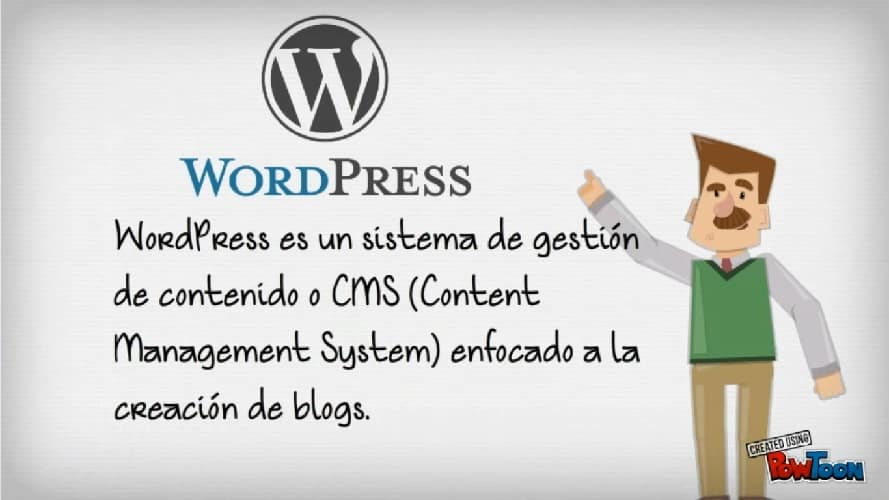 W
WORDPRESS
WordPress es un sistema de gestión
de contenido o CMS (Content
Management System) enfocado a la
creación de blogs.
CREATED USING
POWTOON